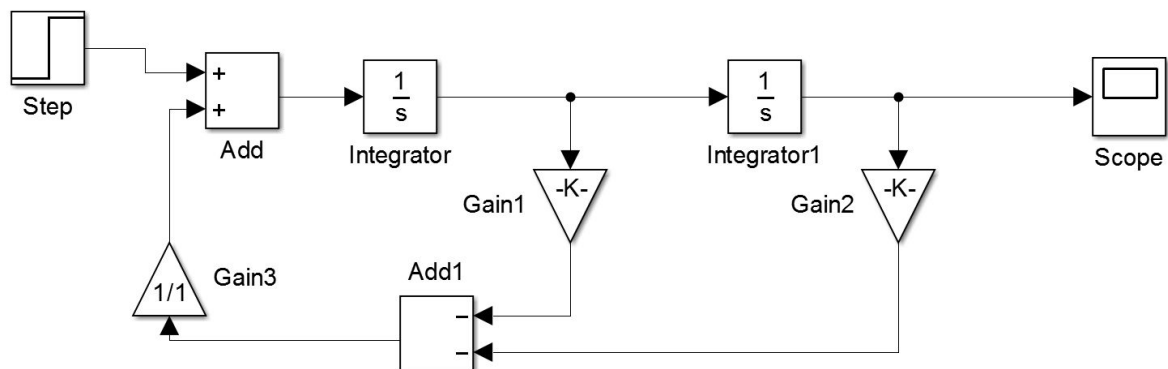 Step
+
+
Add
1
s
Integrator
1
s
Integrator1
Scope
-K-
Gain1
-K-
Gain2
Add1
Gain3
1/1
−
−